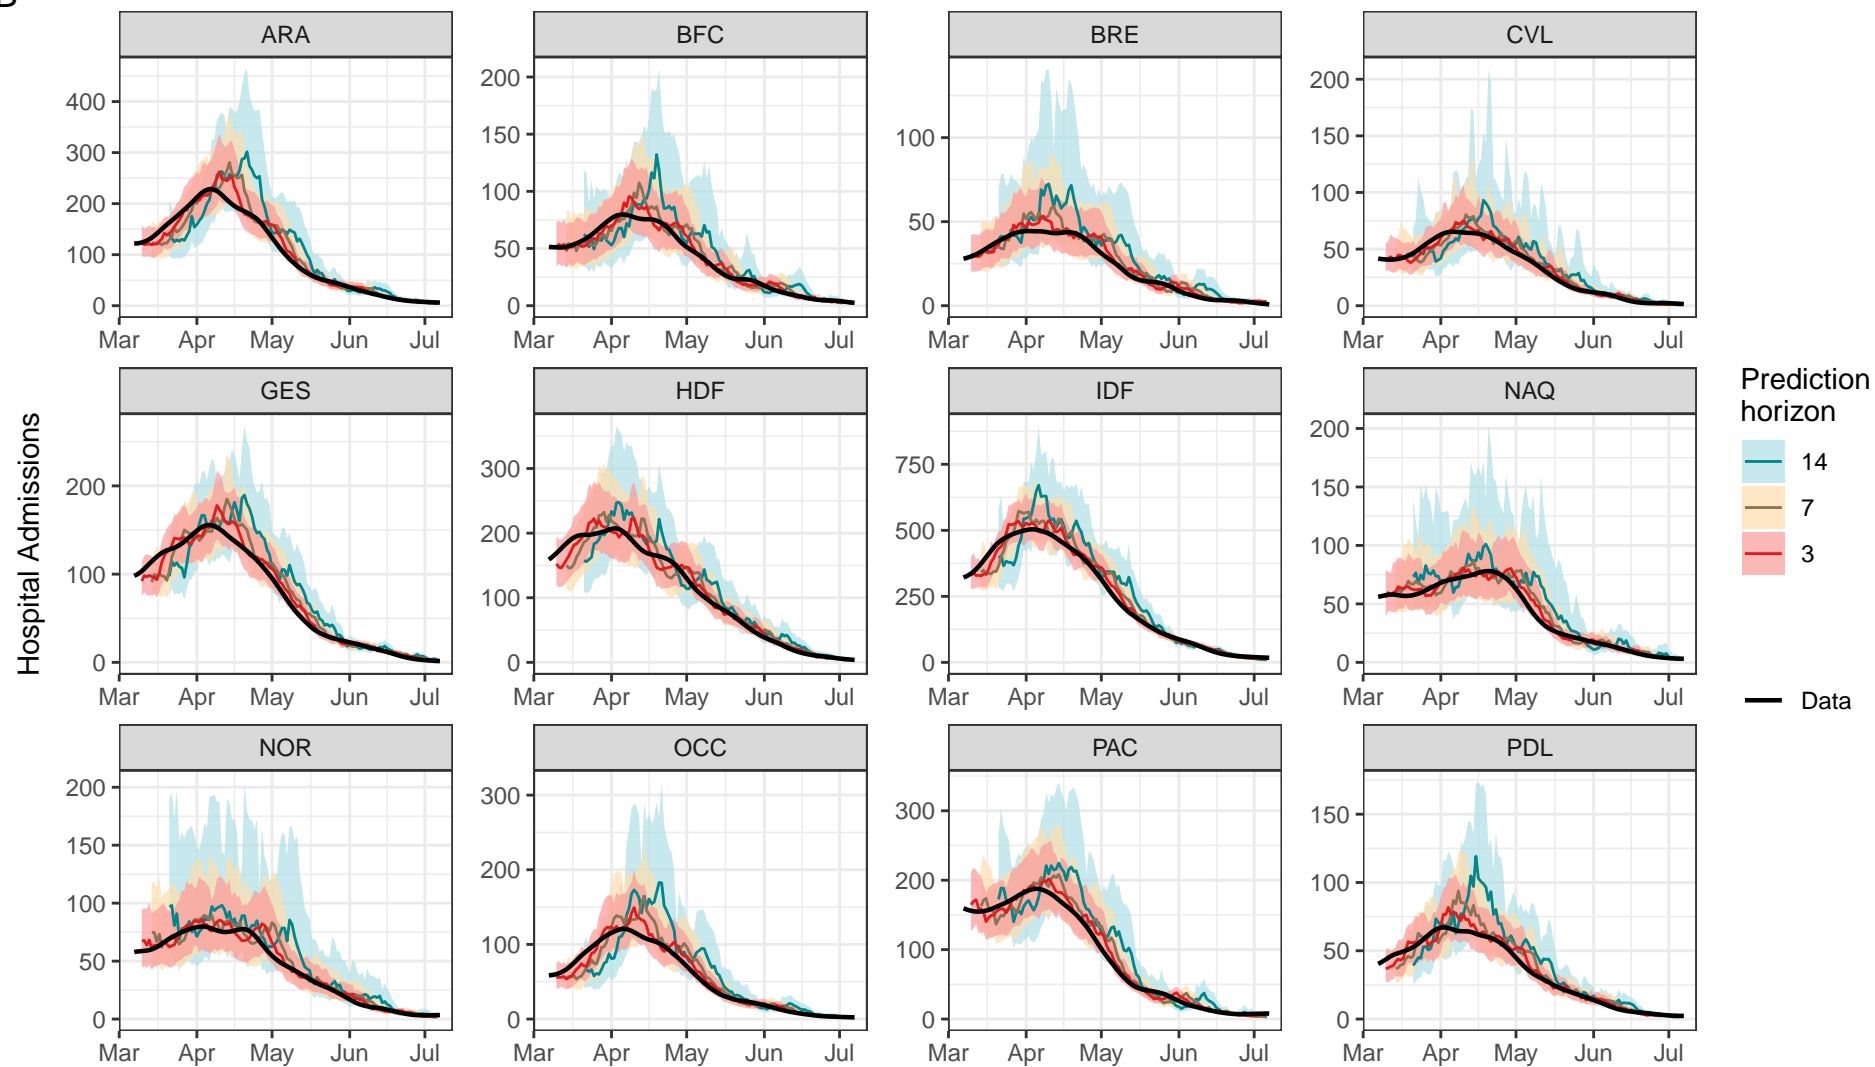 ARA
BFC
BRE
CVL
400
300
200
100
0
200
150
100
50
0
100
50
0
200
150
100
50
0
Mar Apr May Jun Jul
Mar Apr May Jun Jul
Mar Apr May Jun Jul
Mar Apr May Jun Jul
GES
HDF
IDF
NAQ
Hospital Admissions
200
100
0
300
200
100
0
750
500
250
0
200
150
100
50
0
Mar Apr May Jun Jul
Mar Apr May Jun Jul
Mar Apr May Jun Jul
Mar Apr May Jun Jul
NOR
OCC
PAC
PDL
200
150
100
50
0
300
200
100
0
300
200
100
0
150
100
50
0
Mar Apr May Jun Jul
Mar Apr May Jun Jul
Mar Apr May Jun Jul
Mar Apr May Jun Jul
Prediction
horizon
14
7
3
Data